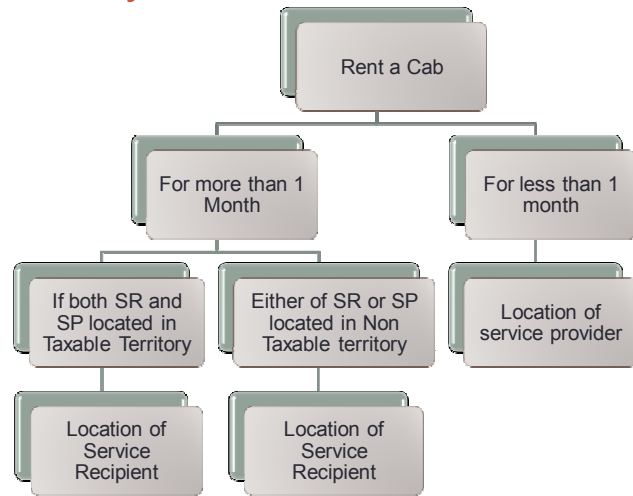 Rent a Cab
For more than 1
Month
For less than 1
month
If both SR and
SP located in
Taxable Territory
Either of SR or SP
located in Non
Taxable territory
Location of
service provider
Location of
Service
Recipient
Location of
Service
Recipient